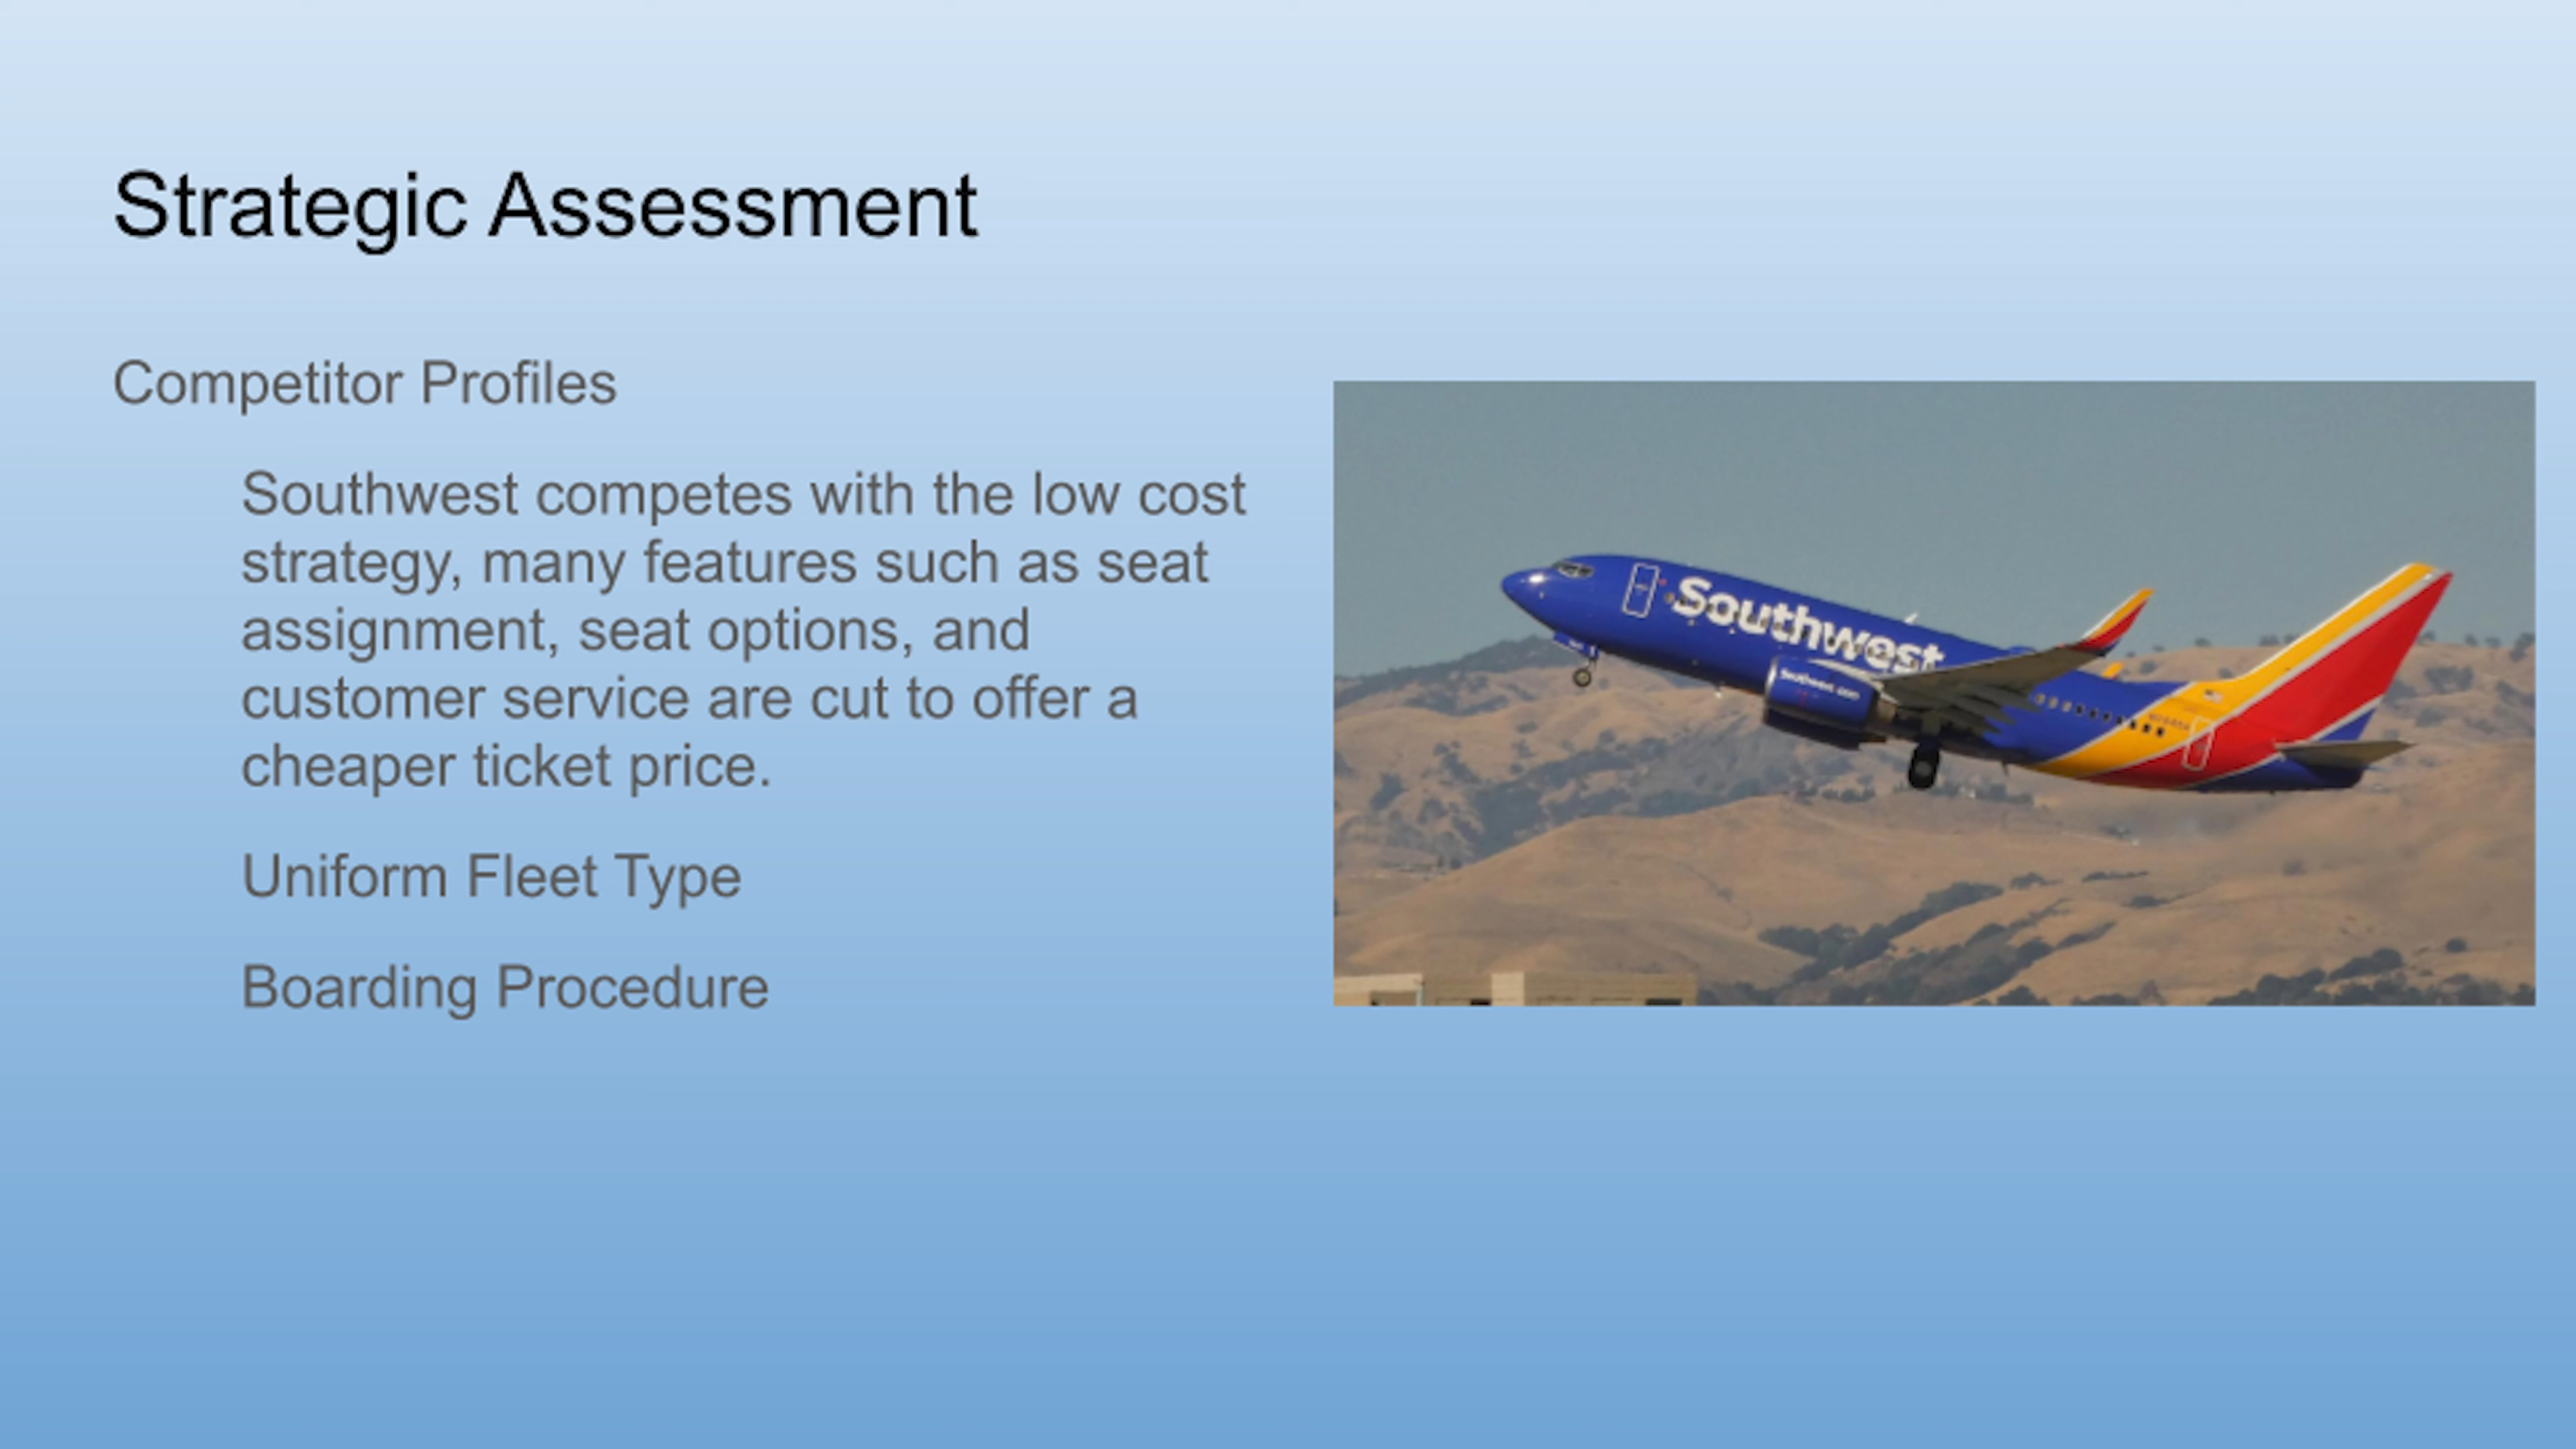 Strategic Assessment
Competitor Profiles
Southwest competes with the low cost
strategy, many features such as seat
assignment, seat options, and
customer service are cut to offer a
cheaper ticket price.
Uniform Fleet Type
Boarding Procedure
Southwest
Southwest.com